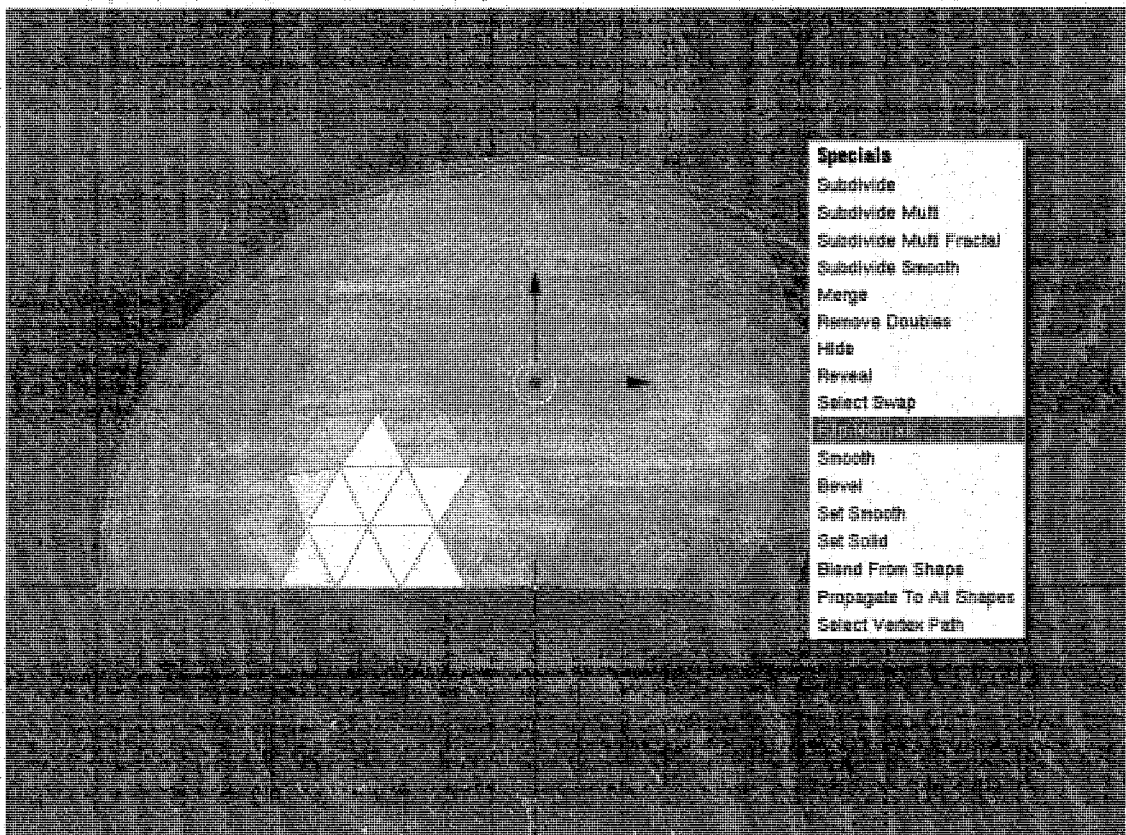 Specials
Subdivide
Subdivide Multi
Subdivide Multi Fractal
Subdivide Smooth
Merge
Remove Doubles
Hide
Reveal
Select Swap
Smooth
Bevel
Set Smooth
Set Solid
Blend From Shape
Propagate To All Shapes
Select Vertex Path